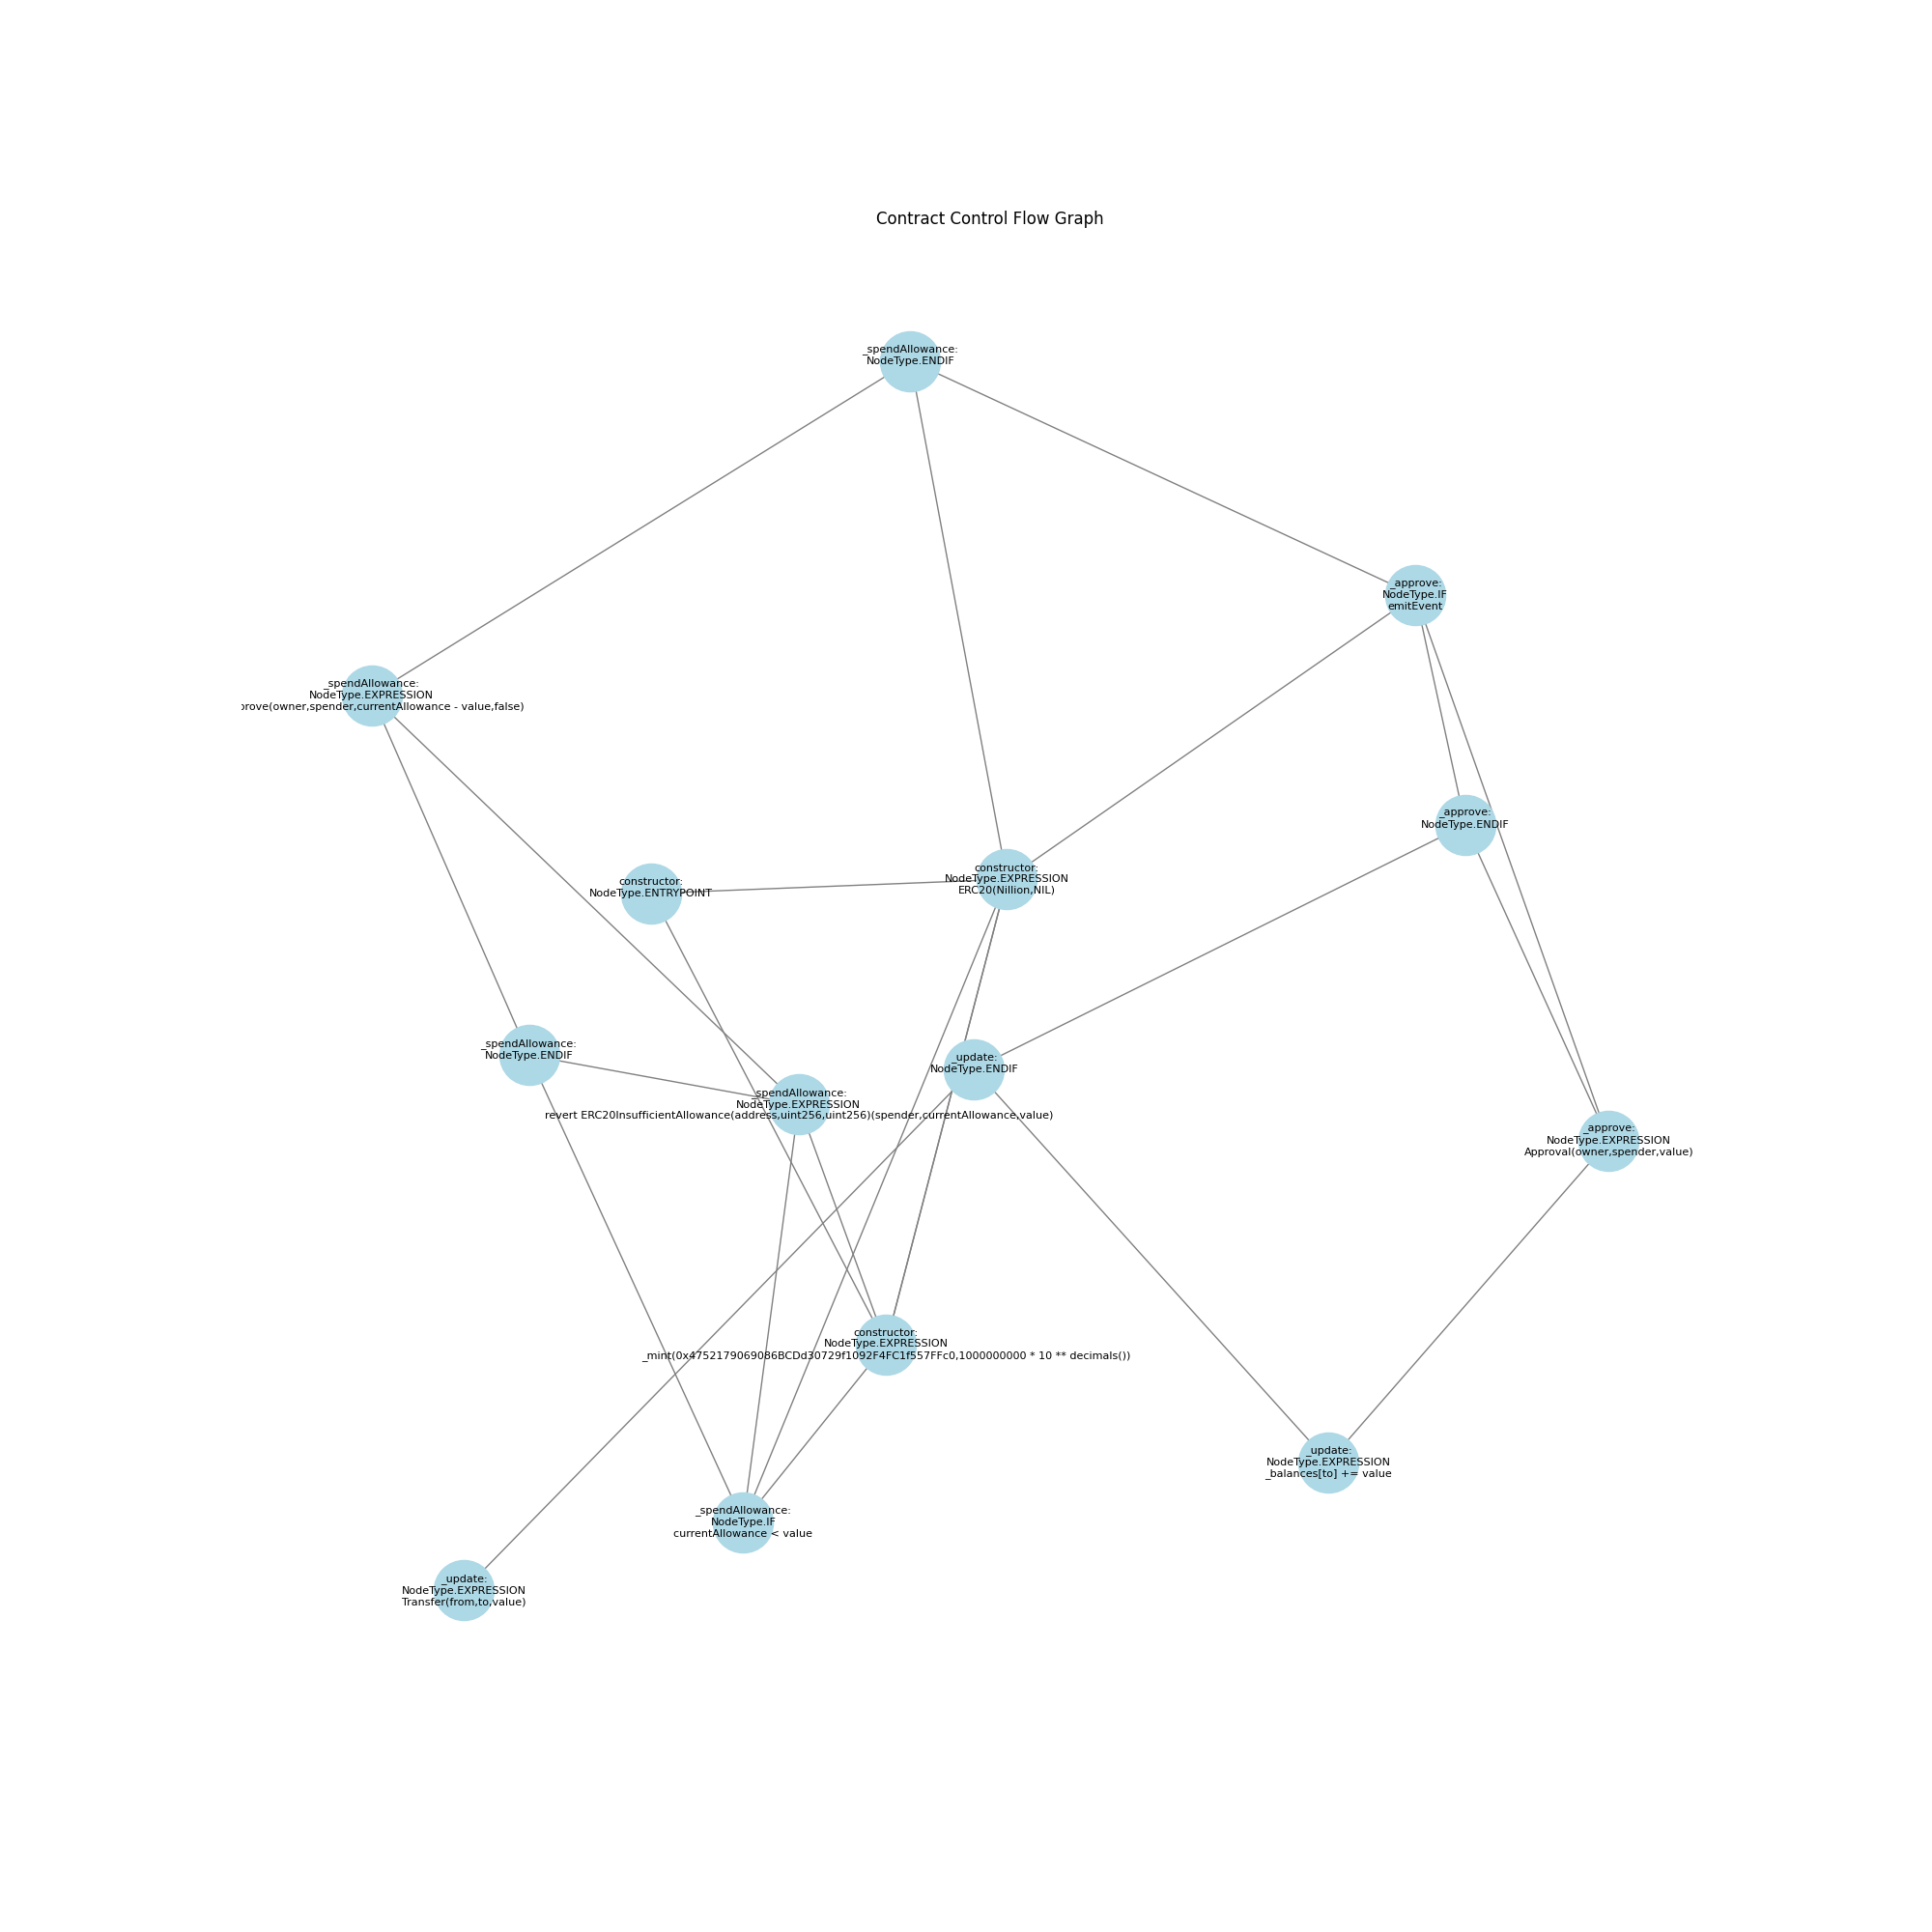 Contract Control Flow Graph
_spendAllowance:
NodeType.ENDIF
_approve:
NodeType.IF
emitEvent
_spendAllowance:
NodeType.EXPRESSION
prove(owner,spender,currentAllowance - value,false)
_approve:
NodeType.ENDIF
constructor:
NodeType.ENTRYPOINT
constructor:
NodeType.EXPRESSION
ERC20(Nillion,NIL)
_spendAllowance:
NodeType.ENDIF
_update:
NodeType.ENDIF
_spendAllowance:
NodeType.EXPRESSION
revert ERC20InsufficientAllowance(address,uint256,uint256)(spender,currentAllowance,value)
_approve:
NodeType.EXPRESSION
Approval(owner,spender,value)
constructor:
NodeType.EXPRESSION
_mint(0x4752179069086BCDd30729f1092F4FC1f557FFc0,1000000000 * 10 ** decimals())
_update:
NodeType.EXPRESSION
_balances[to] += value
_spendAllowance:
NodeType.IF
currentAllowance < value
_update:
NodeType.EXPRESSION
Transfer(from,to,value)